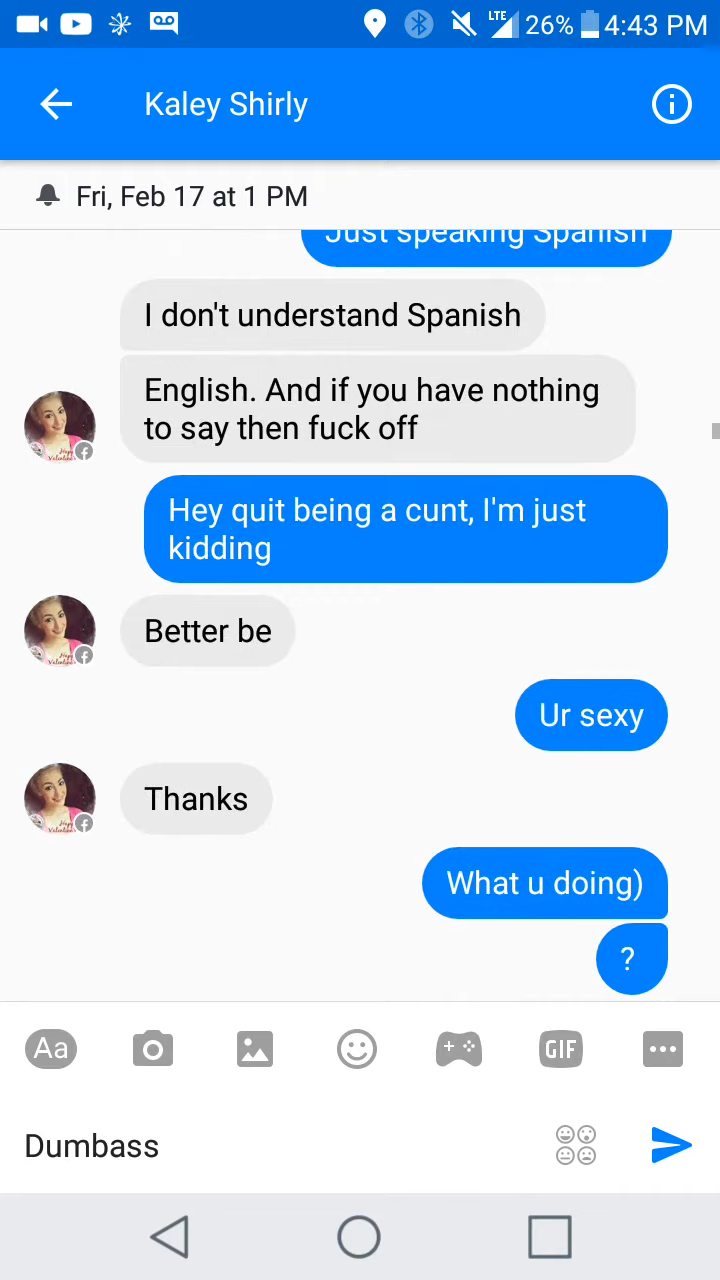 LTE 26% 4:43 PM
Kaley Shirly
Fri, Feb 17 at 1 PM
Just speaking Spanish
I don't understand Spanish
English. And if you have nothing
to say then fuck off
Hey quit being a cunt, I'm just
kidding
Better be
Ur sexy
Thanks
What u doing)
?
Aa
GIF
Dumbass